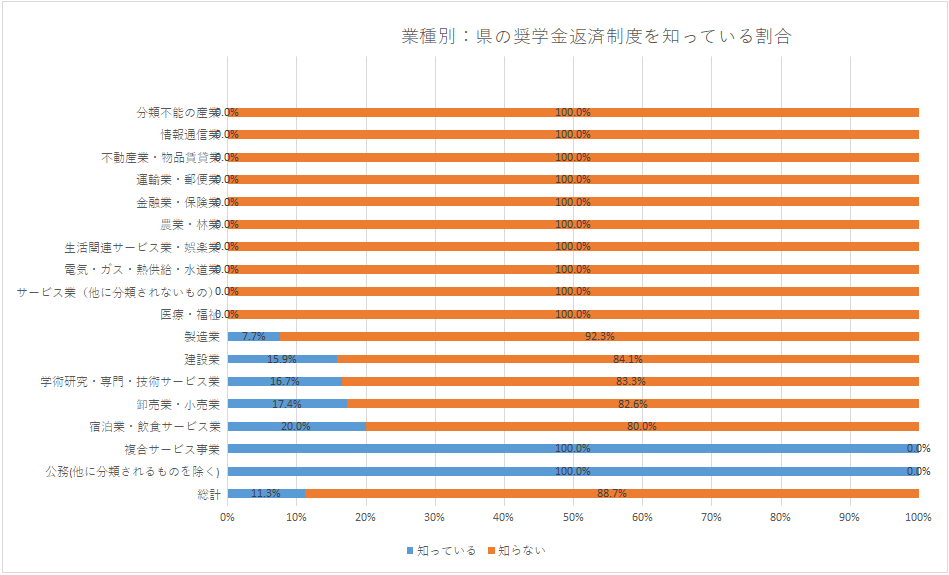 業種別：県の奨学金返済制度を知っている割合
分類不能の産業 0.0% 100.0%
情報通信業 0.0% 100.0%
不動産業・物品賃貸業 0.0% 100.0%
運輸業・郵便業 0.0% 100.0%
金融業・保険業 0.0% 100.0%
農業・林業 0.0% 100.0%
生活関連サービス業・娯楽業 0.0% 100.0%
電気・ガス・熱供給・水道業 0.0% 100.0%
サービス業（他に分類されないもの） 0.0% 100.0%
医療・福祉 0.0% 100.0%
製造業 7.7% 92.3%
建設業 15.9% 84.1%
学術研究・専門・技術サービス業 16.7% 83.3%
卸売業・小売業 17.4% 82.6%
宿泊業・飲食サービス業 20.0% 80.0%
複合サービス事業 100.0% 0.0%
公務(他に分類されるものを除く) 100.0% 0.0%
総計 11.3% 88.7%
0% 10% 20% 30% 40% 50% 60% 70% 80% 90% 100%
知っている 知らない